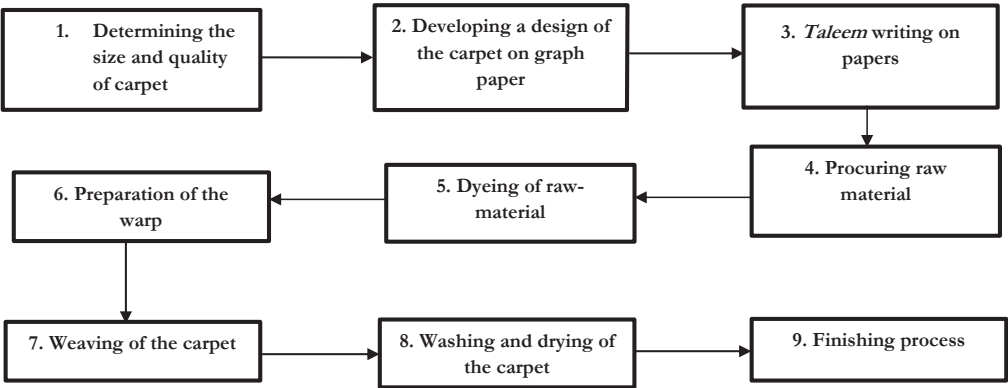 1. Determining the
size and quality
of carpet
2. Developing a design of
the carpet on graph
paper
3. Taleem writing on
papers
4. Procuring raw
material
5. Dyeing of raw-
material
6. Preparation of the
warp
7. Weaving of the carpet
8. Washing and drying of
the carpet
9. Finishing process